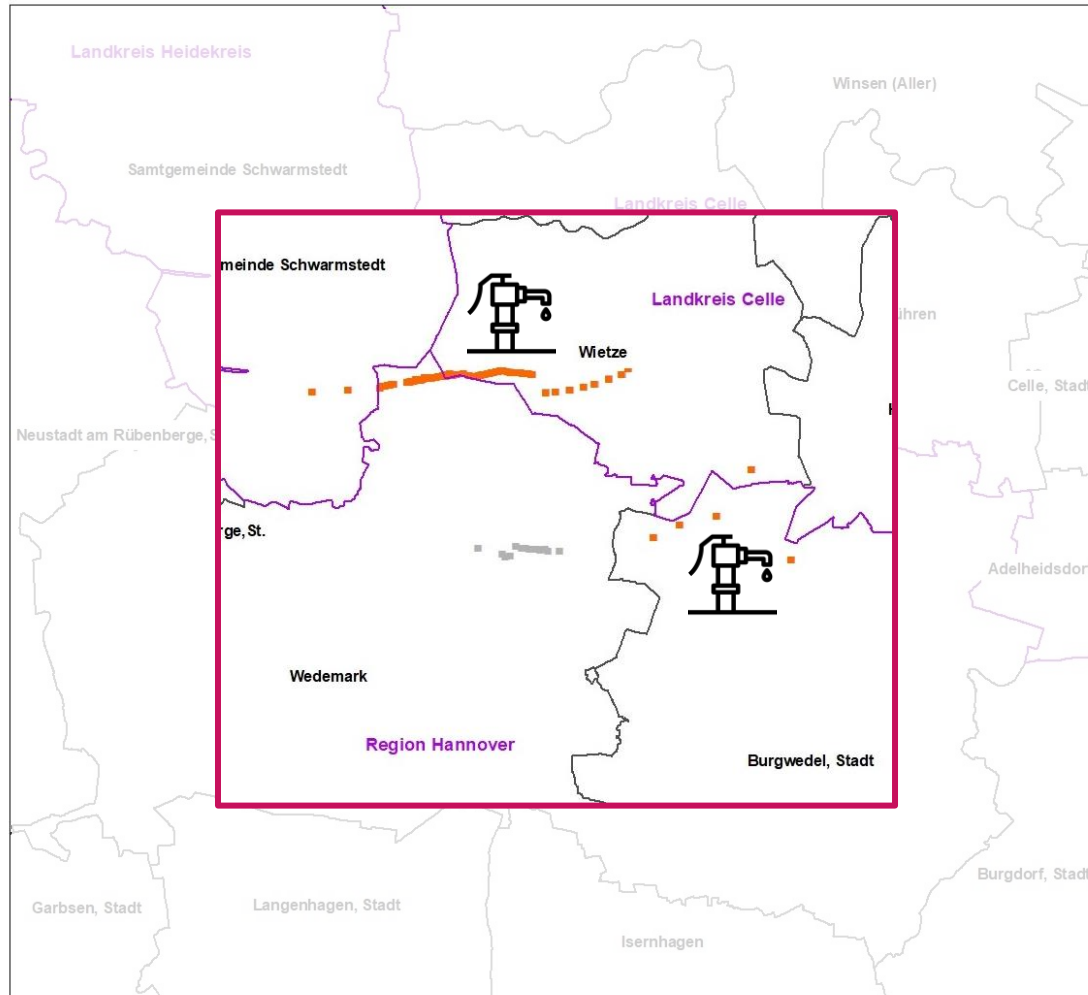 Landkreis Heidekreis
Winsen (Aller)
Samtgemeinde Schwarmstedt
Landkreis Celle
meinde Schwarmstedt
Landkreis Celle
ühren
Wietze
Celle, Stadt
H
Neustadt am Rübenberge, S
rge, St.
Adelheidsdor
Wedemark
Region Hannover
Burgwedel, Stadt
Burgdorf, Stadt
Garbsen, Stadt
Langenhagen, Stadt
Isernhagen